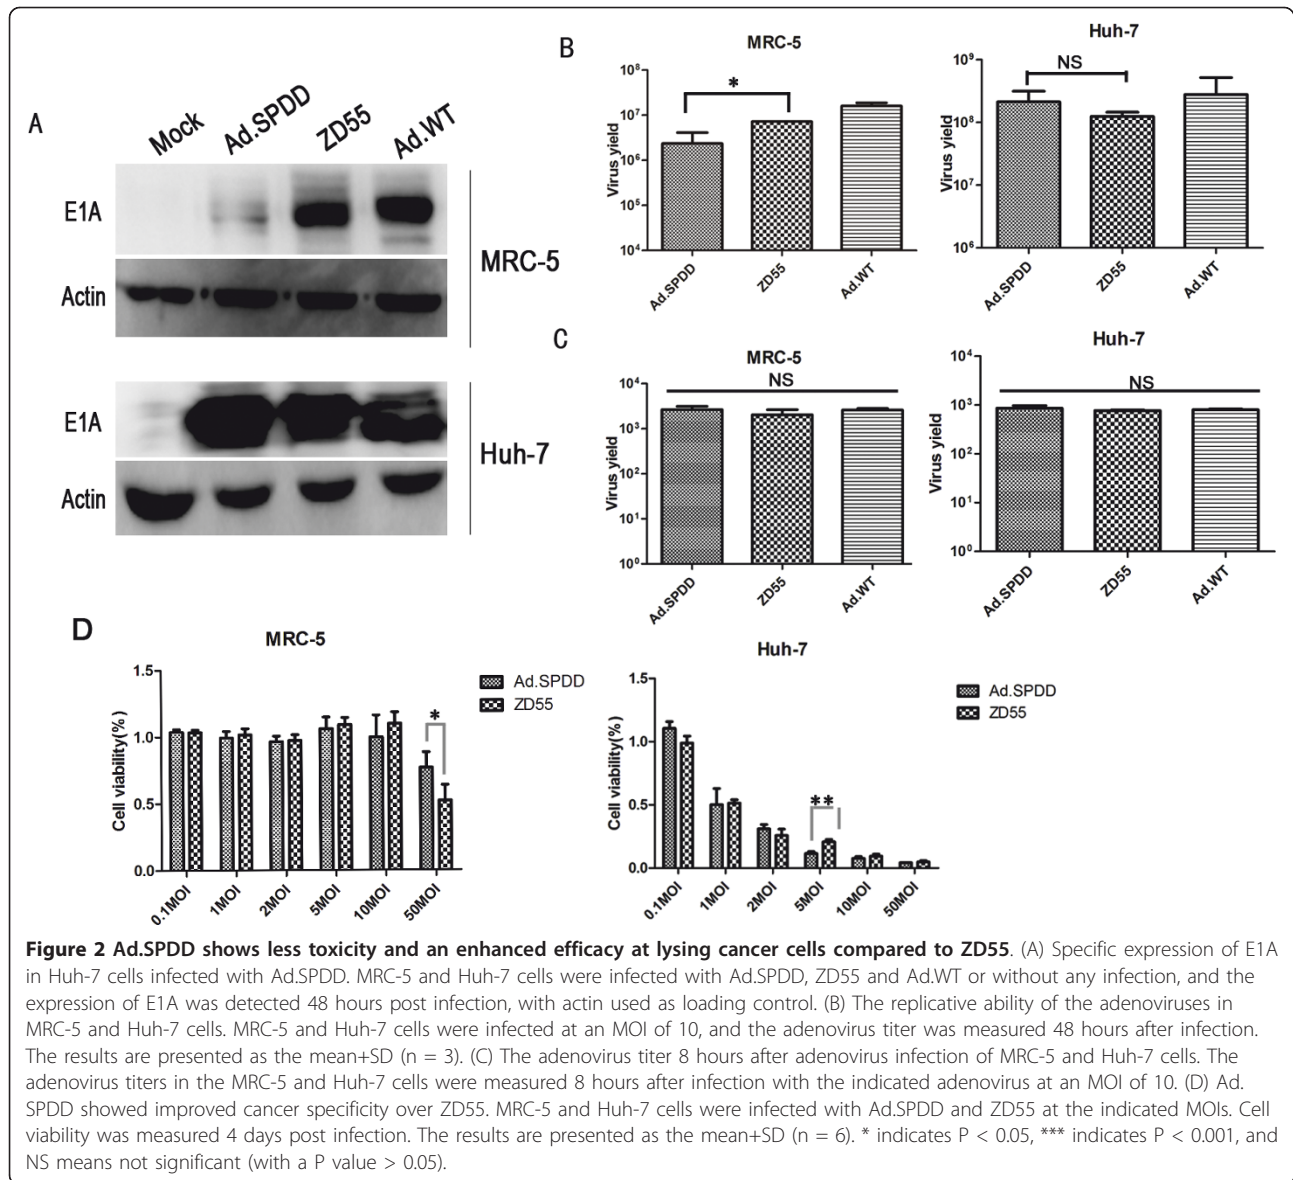 A
Mock
Ad.SPDD
ZD55
Ad.WT
E1A
Actin
MRC-5
E1A
Actin
Huh-7
B
MRC-5
Virus yield
10⁸
10⁷
10⁶
10⁵
10⁴
*
Ad.SPDD
ZD55
Ad.WT
Huh-7
Virus yield
10⁹
10⁸
10⁷
10⁶
NS
Ad.SPDD
ZD55
Ad.WT
C
MRC-5
NS
Virus yield
10⁴
10³
10²
10¹
10⁰
Ad.SPDD
ZD55
Ad.WT
Huh-7
NS
Virus yield
10⁴
10³
10²
10¹
10⁰
Ad.SPDD
ZD55
Ad.WT
D
MRC-5
Cell viability(%)
1.5
1.0
0.5
0.0
*
Ad.SPDD
ZD55
0.1MOI
1MOI
2MOI
5MOI
10MOI
50MOI
Huh-7
Cell viability(%)
1.5
1.0
0.5
0.0
**
Ad.SPDD
ZD55
0.1MOI
1MOI
2MOI
5MOI
10MOI
50MOI
Figure 2 Ad.SPDD shows less toxicity and an enhanced efficacy at lysing cancer cells compared to ZD55. (A) Specific expression of E1A
in Huh-7 cells infected with Ad.SPDD. MRC-5 and Huh-7 cells were infected with Ad.SPDD, ZD55 and Ad.WT or without any infection, and the
expression of E1A was detected 48 hours post infection, with actin used as loading control. (B) The replicative ability of the adenoviruses in
MRC-5 and Huh-7 cells. MRC-5 and Huh-7 cells were infected at an MOI of 10, and the adenovirus titer was measured 48 hours after infection.
The results are presented as the mean+SD (n = 3). (C) The adenovirus titer 8 hours after adenovirus infection of MRC-5 and Huh-7 cells. The
adenovirus titers in the MRC-5 and Huh-7 cells were measured 8 hours after infection with the indicated adenovirus at an MOI of 10. (D) Ad.
SPDD showed improved cancer specificity over ZD55. MRC-5 and Huh-7 cells were infected with Ad.SPDD and ZD55 at the indicated MOIs. Cell
viability was measured 4 days post infection. The results are presented as the mean+SD (n = 6). * indicates P < 0.05, *** indicates P < 0.001, and
NS means not significant (with a P value > 0.05).